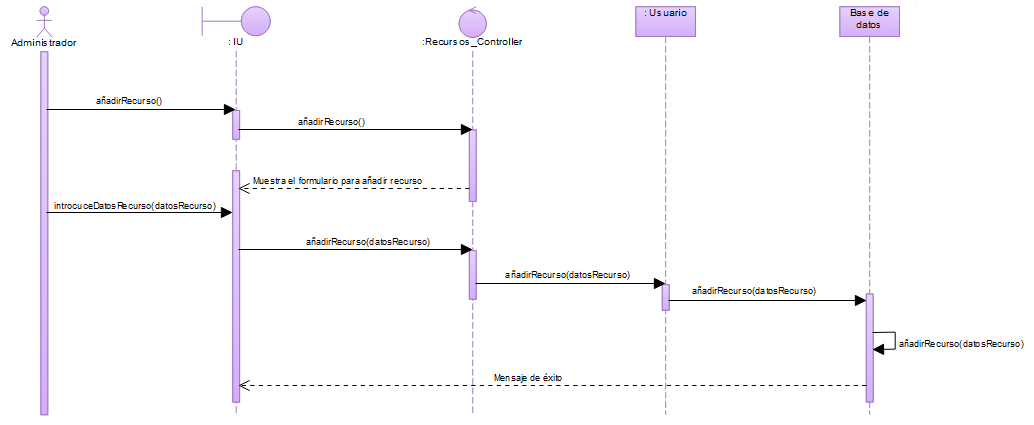 Administrador
: IU
:Recursos_Controller
: Usuario
Base de
datos
añadirRecurso()
añadirRecurso()
Muestra el formulario para añadir recurso
introcuceDatosRecurso(datosRecurso)
añadirRecurso(datosRecurso)
añadirRecurso(datosRecurso)
añadirRecurso(datosRecurso)
añadirRecurso(datosRecurso)
Mensaje de éxito